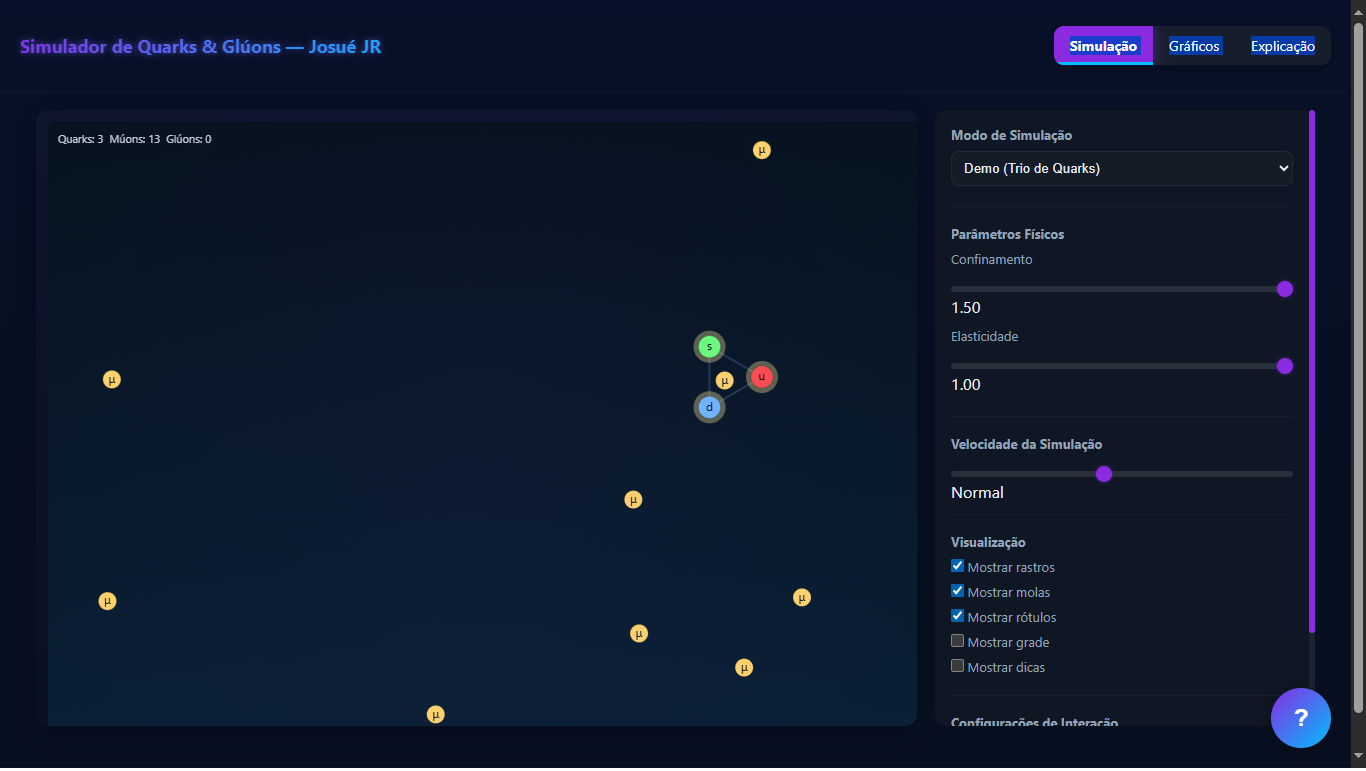 Simulador de Quarks & Glúons — Josué JR
Simulação Gráficos Explicação
Quarks: 3 Múons: 13 Glúons: 0
μ
s
u
μ
d
μ
μ
μ
μ
μ
μ
μ
Modo de Simulação
Demo (Trio de Quarks)
Parâmetros Físicos
Confinamento
1.50
Elasticidade
1.00
Velocidade da Simulação
Normal
Visualização
Mostrar rastros
Mostrar molas
Mostrar rótulos
Mostrar grade
Mostrar dicas
Configurações de Interação
?